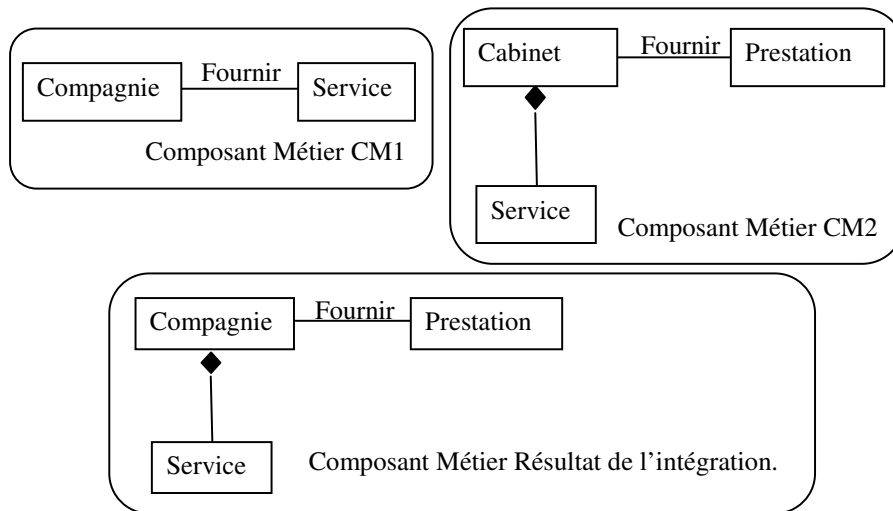 Compagnie
Fournir
Service
Composant Métier CM1
Cabinet
Fournir
Prestation
Service
Composant Métier CM2
Compagnie
Fournir
Prestation
Service
Composant Métier Résultat de l’intégration.